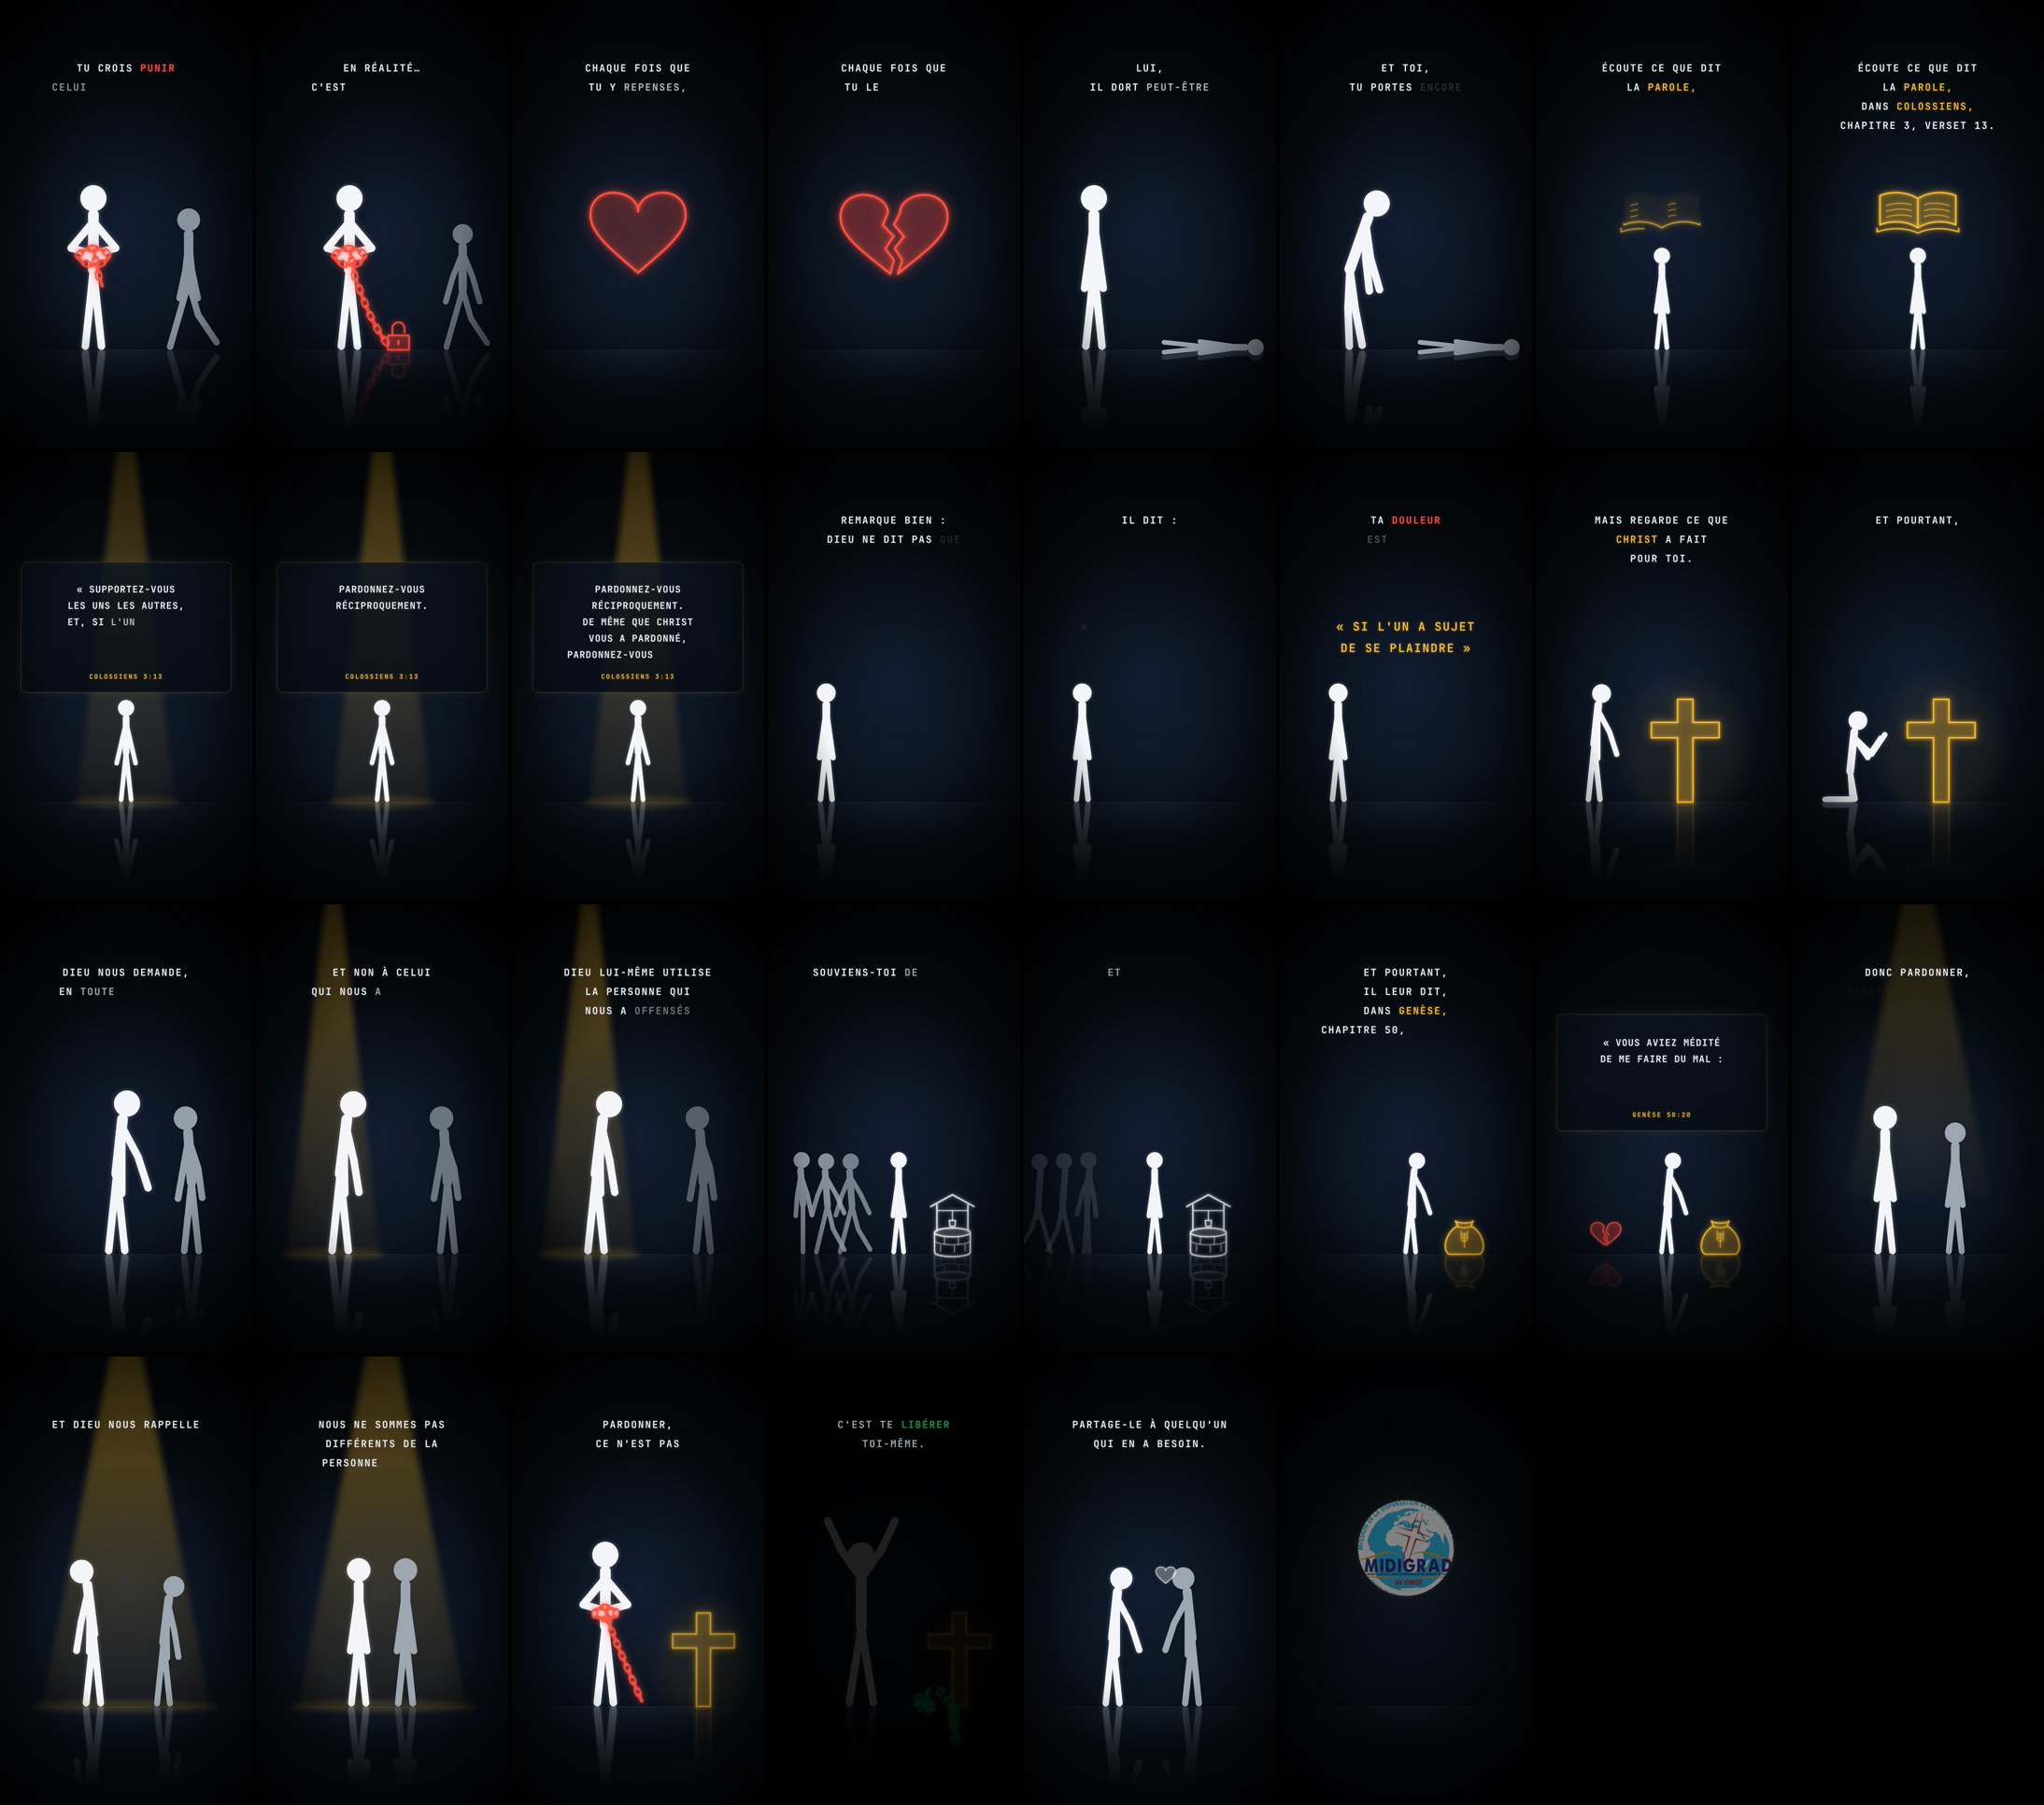 TU CROIS PUNIR
CELUI
EN RÉALITÉ…
C'EST
CHAQUE FOIS QUE
TU Y REPENSES,
CHAQUE FOIS QUE
TU LE
LUI,
IL DORT PEUT-ÊTRE
ET TOI,
TU PORTES ENCORE
ÉCOUTE CE QUE DIT
LA PAROLE,
ÉCOUTE CE QUE DIT
LA PAROLE,
DANS COLOSSIENS,
CHAPITRE 3, VERSET 13.
« SUPPORTEZ-VOUS
LES UNS LES AUTRES,
ET, SI L'UN
COLOSSIENS 3:13
PARDONNEZ-VOUS
RÉCIPROQUEMENT.
COLOSSIENS 3:13
PARDONNEZ-VOUS
RÉCIPROQUEMENT.
DE MÊME QUE CHRIST
VOUS A PARDONNÉ,
PARDONNEZ-VOUS
COLOSSIENS 3:13
REMARQUE BIEN :
DIEU NE DIT PAS QUE
IL DIT :
«
TA DOULEUR
EST
« SI L'UN A SUJET
DE SE PLAINDRE »
MAIS REGARDE CE QUE
CHRIST A FAIT
POUR TOI.
ET POURTANT,
DIEU NOUS DEMANDE,
EN TOUTE
ET NON À CELUI
QUI NOUS A
DIEU LUI-MÊME UTILISE
LA PERSONNE QUI
NOUS A OFFENSÉS
SOUVIENS-TOI DE
ET
ET POURTANT,
IL LEUR DIT,
DANS GENÈSE,
CHAPITRE 50,
« VOUS AVIEZ MÉDITÉ
DE ME FAIRE DU MAL :
GENÈSE 50:20
DONC PARDONNER,
C'EST
ET DIEU NOUS RAPPELLE
NOUS NE SOMMES PAS
DIFFÉRENTS DE LA
PERSONNE
PARDONNER,
CE N'EST PAS
C'EST TE LIBÉRER
TOI-MÊME.
PARTAGE-LE À QUELQU'UN
QUI EN A BESOIN.
MIDIGRAD